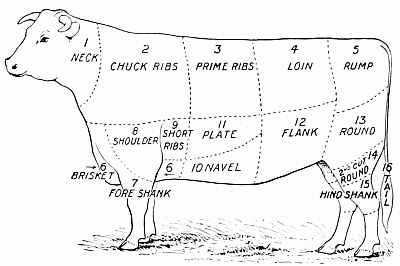 1
NECK
2
CHUCK RIBS
3
PRIME RIBS
4
LOIN
5
RUMP
6
BRISKET
7
FORE SHANK
8
SHOULDER
9
SHORT
RIBS
6
10 NAVEL
11
PLATE
12
FLANK
13
ROUND
14
2ND CUT
ROUND
15
HIND SHANK
16
TAIL